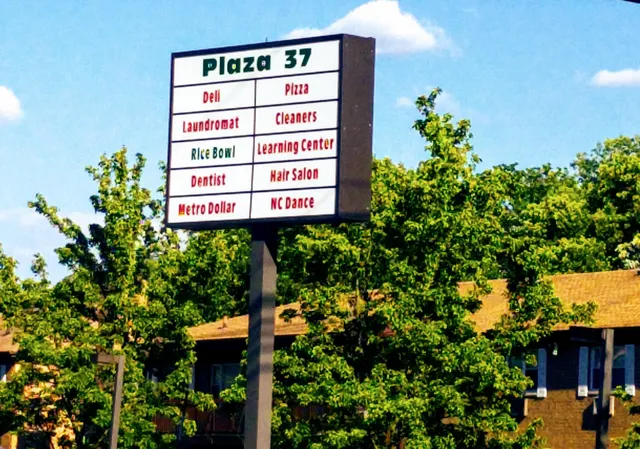 Plaza 37
Deli
Pizza
Laundromat
Cleaners
Rice Bowl
Learning Center
Dentist
Hair Salon
Metro Dollar
NC Dance